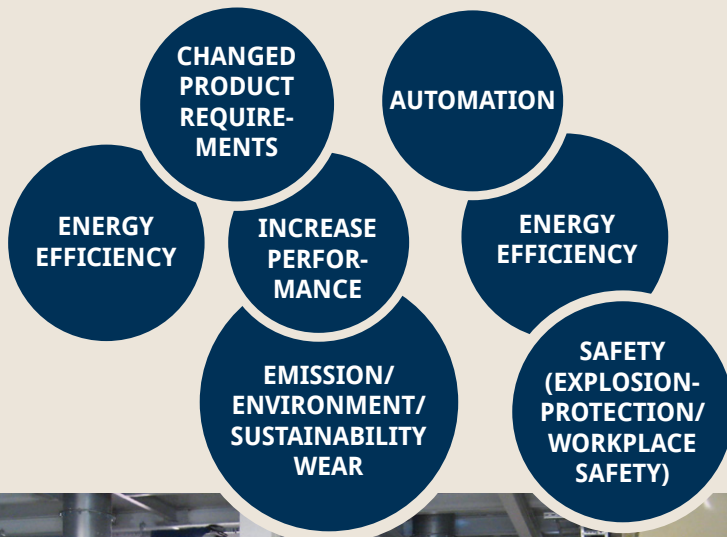 CHANGED
PRODUCT
REQUIRE-
MENTS
AUTOMATION
ENERGY
EFFICIENCY
INCREASE
PERFOR-
MANCE
ENERGY
EFFICIENCY
EMISSION/
ENVIRONMENT/
SUSTAINABILITY
WEAR
SAFETY
(EXPLOSION-
PROTECTION/
WORKPLACE
SAFETY)